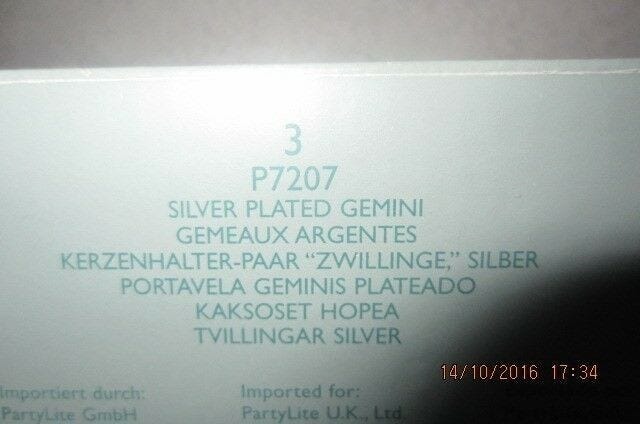 3
P7207
SILVER PLATED GEMINI
GEMEAUX ARGENTES
KERZENHALTER-PAAR "ZWILLINGE," SILBER
PORTAVELA GEMINIS PLATEADO
KAKSOSET HOPEA
TVILLINGAR SILVER
14/10/2016 17:34
Importiert durch:
PartyLite GmbH
Imported for:
PartyLite U.K., Ltd.